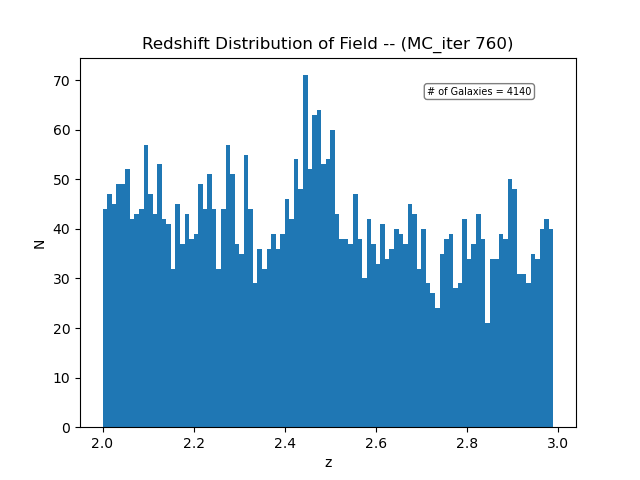 Redshift Distribution of Field -- (MC_iter 760)
# of Galaxies = 4140
70
60
50
40
30
20
10
0
N
2.0 2.2 2.4 2.6 2.8 3.0
z